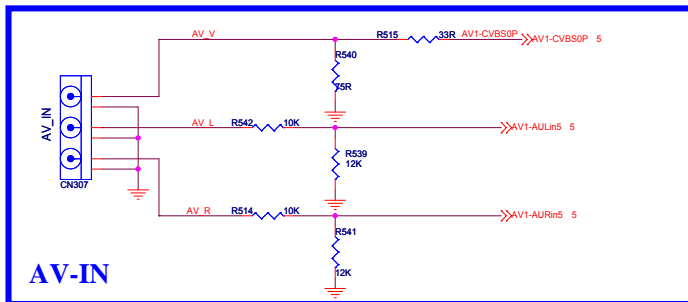 AV_V
R515
33R
AV1-CVBS0P
AV1-CVBS0P 5
R540
75R
AV_IN
AV_L
R542
10K
AV1-AULin5 5
R539
12K
CN307
AV_R
R514
10K
AV1-AURin5 5
R541
12K
AV-IN